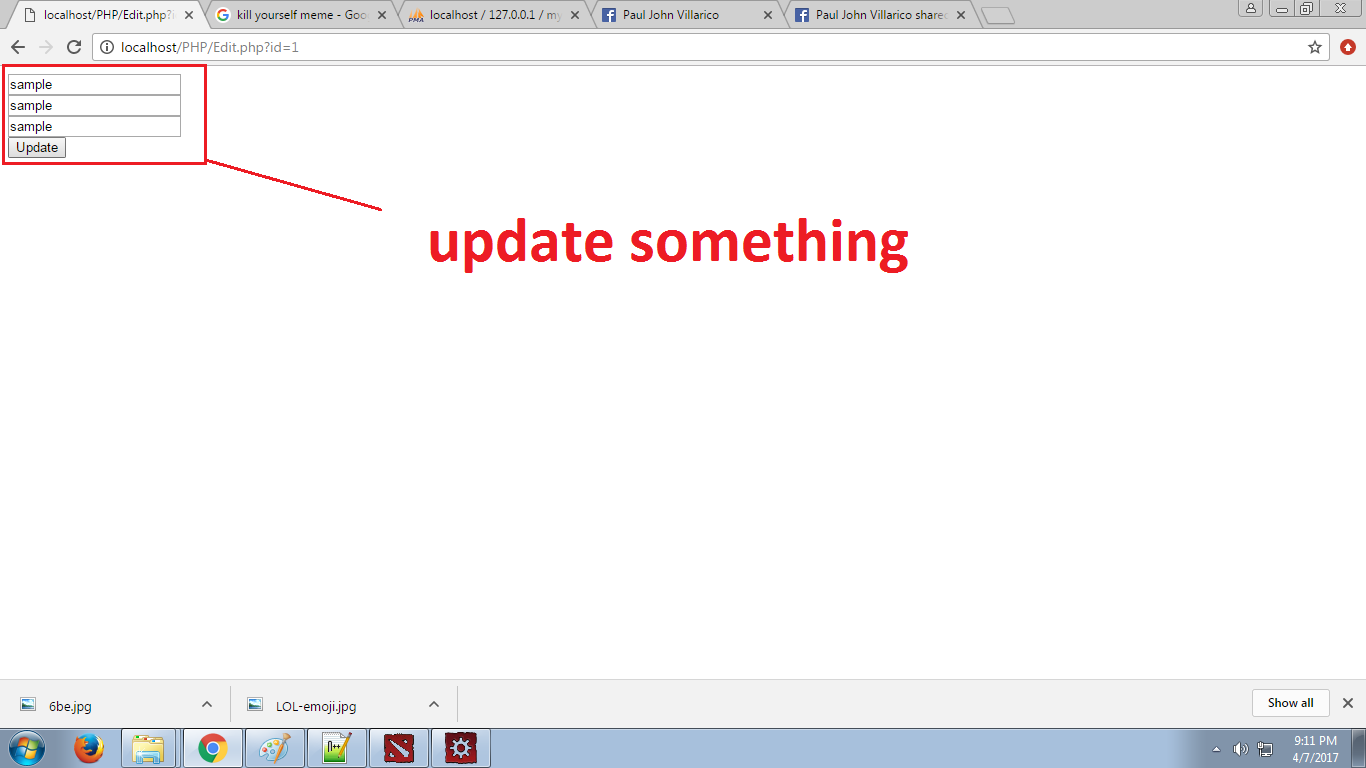 localhost/PHP/Edit.php?i
kill yourself meme - Goo
localhost / 127.0.0.1 / my
Paul John Villarico
Paul John Villarico shared
localhost/PHP/Edit.php?id=1
sample
sample
sample
Update
update something
6be.jpg
LOL-emoji.jpg
Show all
9:11 PM
4/7/2017